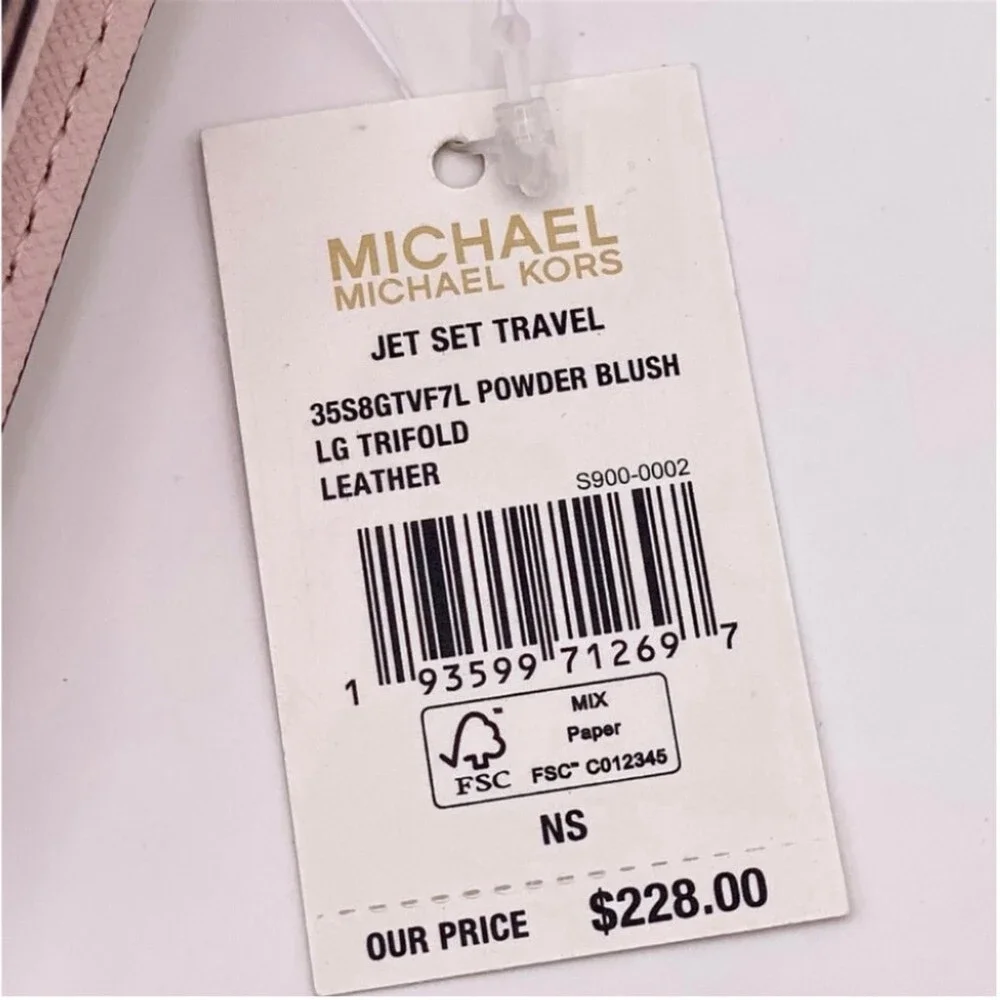 MICHAEL
MICHAEL KORS
JET SET TRAVEL
35S8GTVF7L POWDER BLUSH
LG TRIFOLD
LEATHER
S900-0002
1 93599 71269 7
FSC™
MIX
Paper
FSC™ C012345
NS
OUR PRICE $228.00